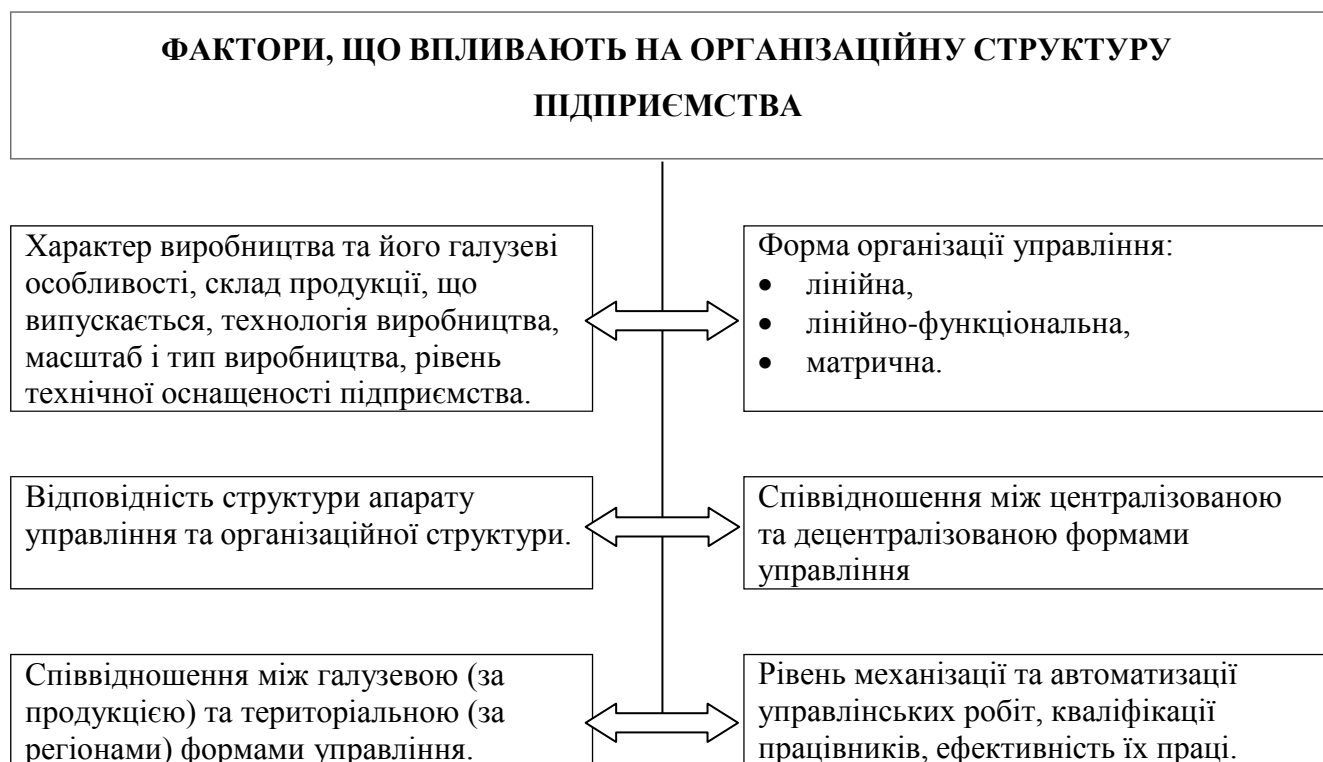 ФАКТОРИ, ЩО ВПЛИВАЮТЬ НА ОРГАНІЗАЦІЙНУ СТРУКТУРУ
ПІДПРИЄМСТВА
Характер виробництва та його галузеві
особливості, склад продукції, що
випускається, технологія виробництва,
масштаб і тип виробництва, рівень
технічної оснащеності підприємства.
Форма організації управління:
• лінійна,
• лінійно-функціональна,
• матрична.
Відповідність структури апарату
управління та організаційної структури.
Співвідношення між централізованою
та децентралізованою формами
управління
Співвідношення між галузевою (за
продукцією) та територіальною (за
регіонами) формами управління.
Рівень механізації та автоматизації
управлінських робіт, кваліфікації
працівників, ефективність їх праці.